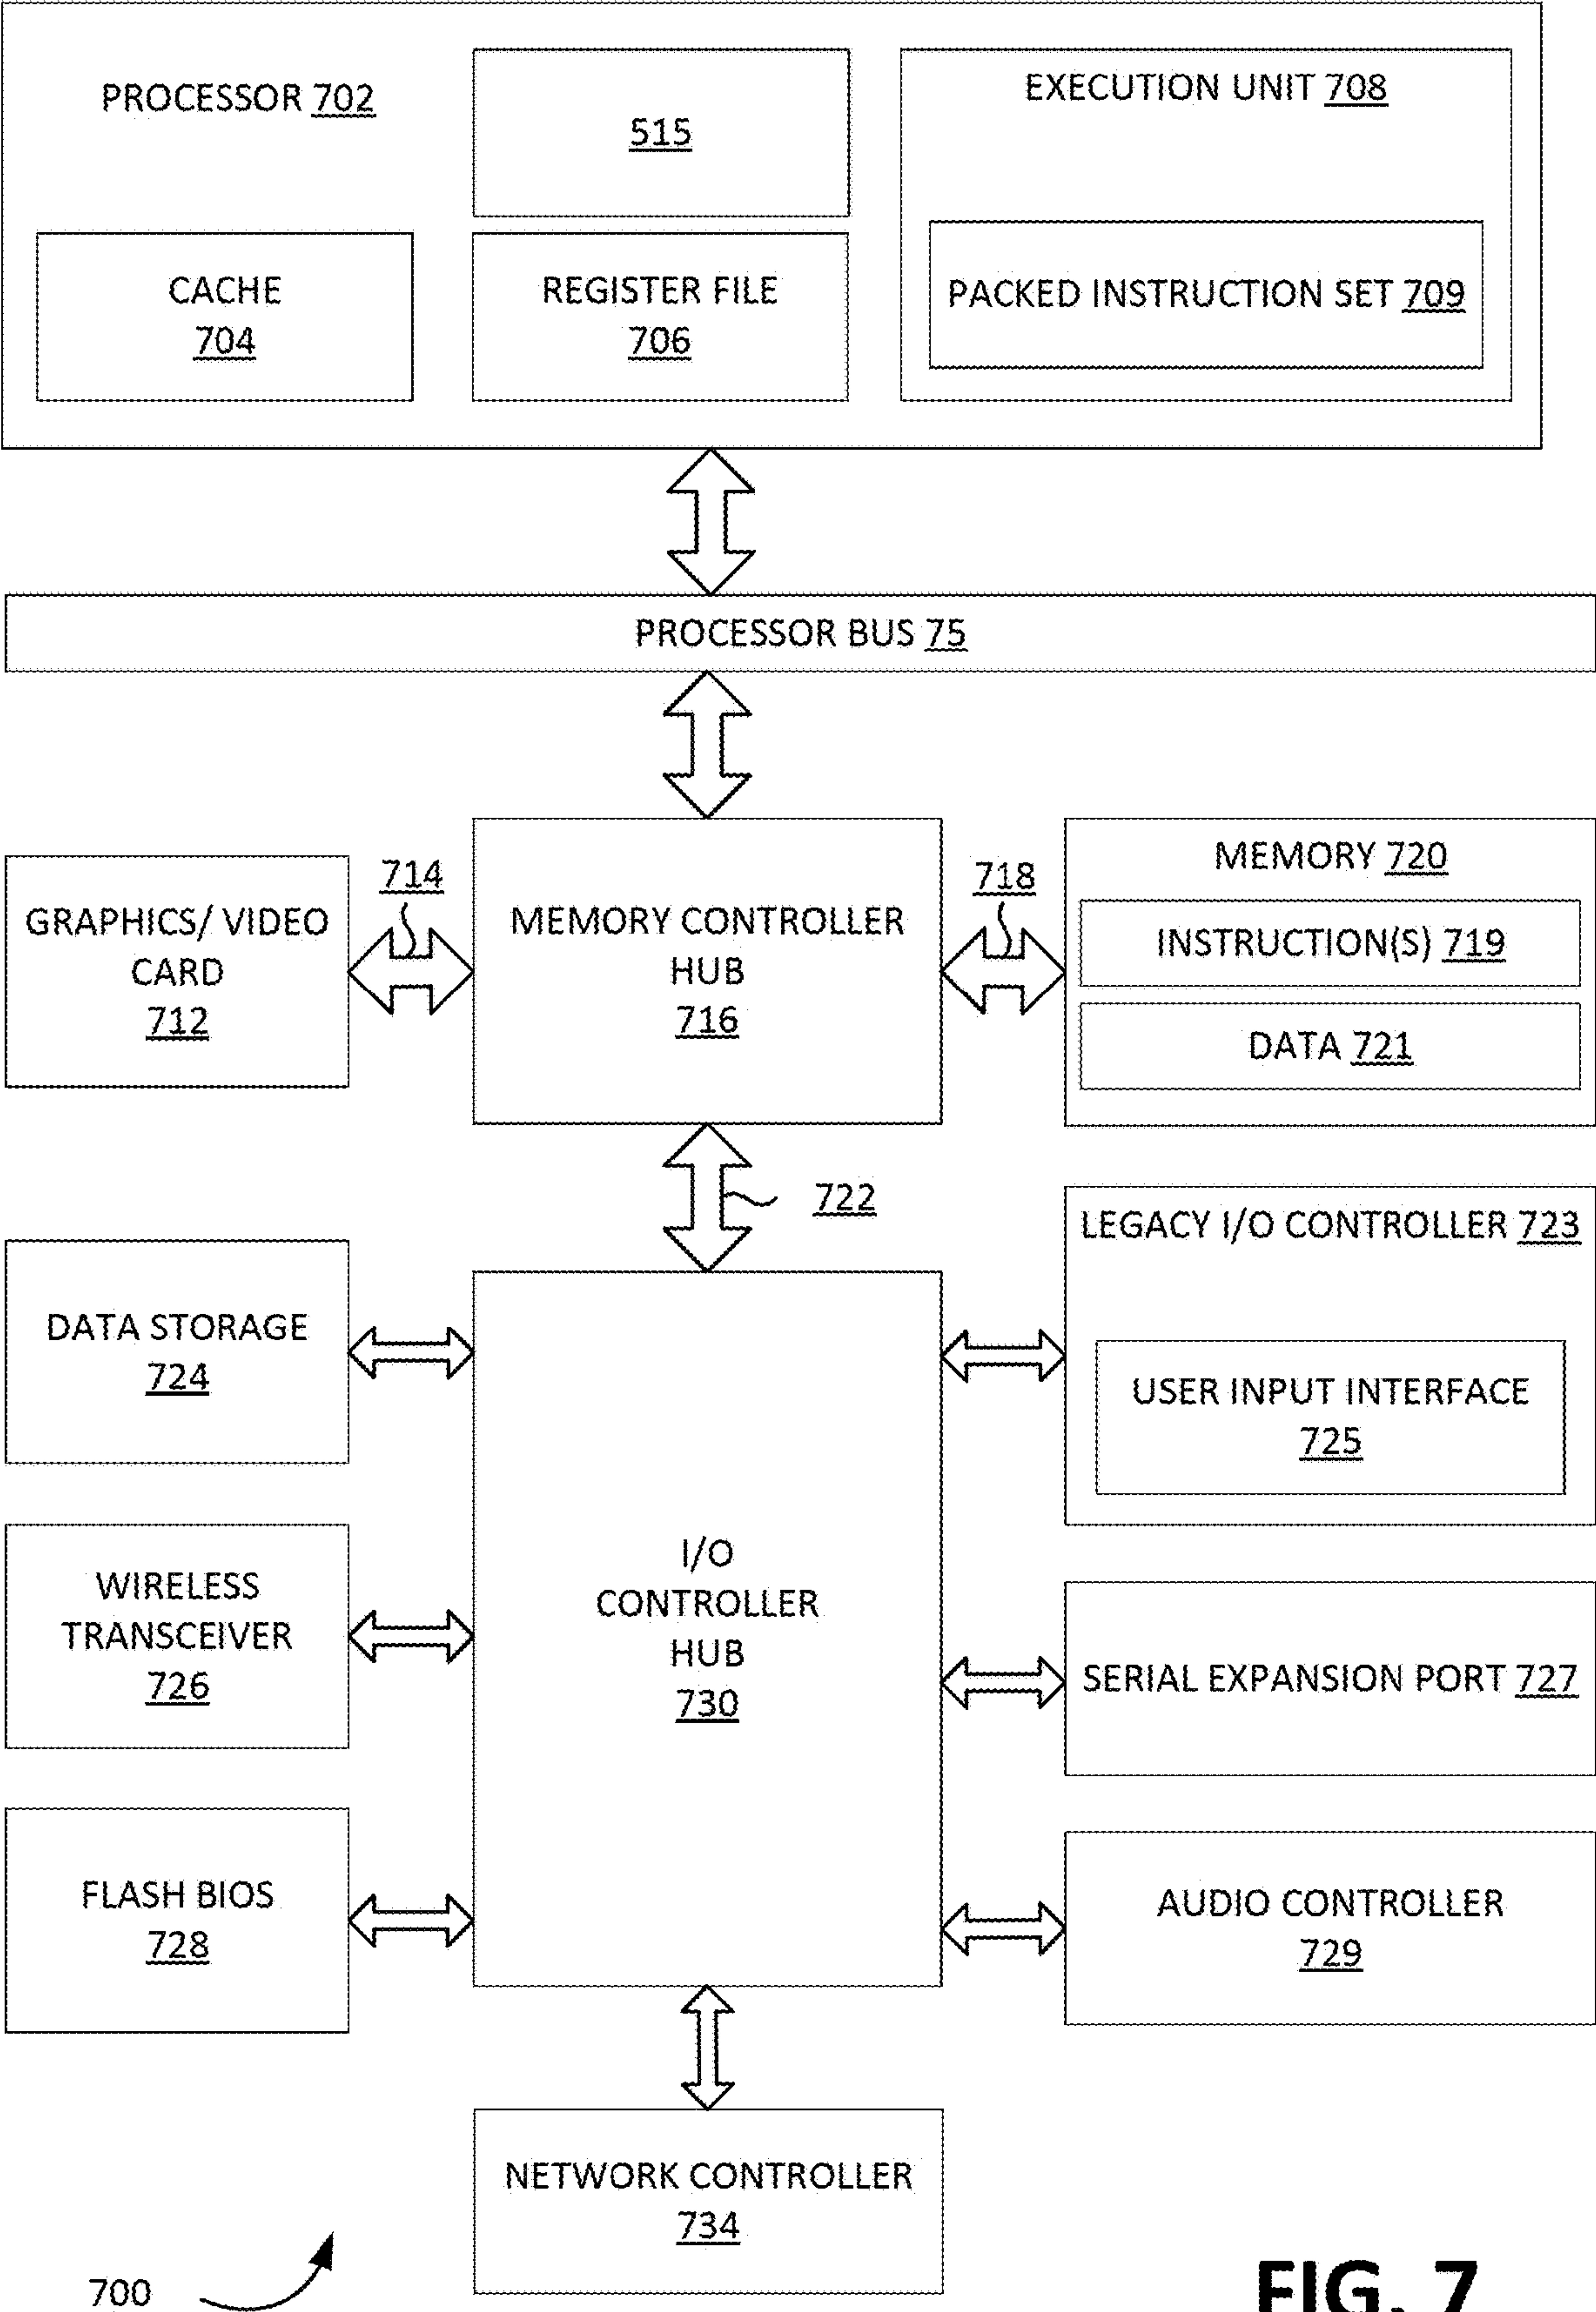 PROCESSOR 702
515
EXECUTION UNIT 708
CACHE
704
REGISTER FILE
706
PACKED INSTRUCTION SET 709
PROCESSOR BUS 75
GRAPHICS/ VIDEO
CARD
712
714
MEMORY CONTROLLER
HUB
716
718
MEMORY 720
INSTRUCTION(S) 719
DATA 721
722
LEGACY I/O CONTROLLER 723
USER INPUT INTERFACE
725
DATA STORAGE
724
WIRELESS
TRANSCEIVER
726
I/O
CONTROLLER
HUB
730
SERIAL EXPANSION PORT 727
FLASH BIOS
728
AUDIO CONTROLLER
729
NETWORK CONTROLLER
734
700
FIG. 7